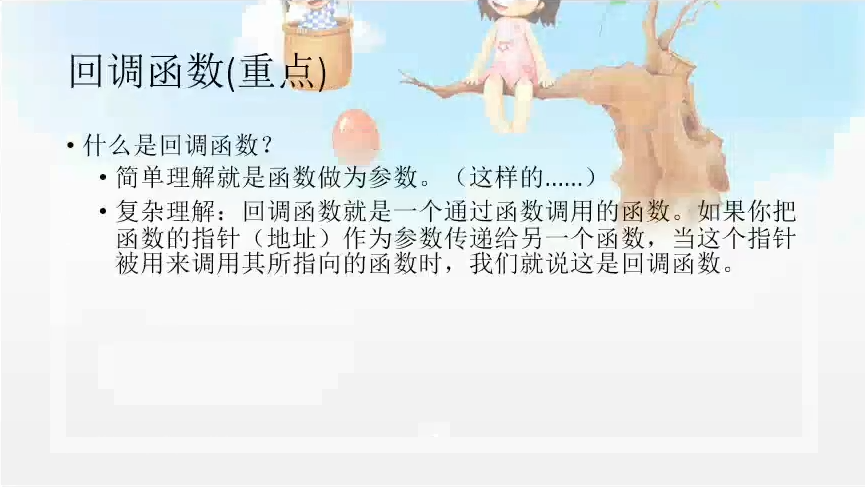 回调函数(重点)
• 什么是回调函数？
• 简单理解就是函数做为参数。（这样的......）
• 复杂理解：回调函数就是一个通过函数调用的函数。如果你把
函数的指针（地址）作为参数传递给另一个函数，当这个指针
被用来调用其所指向的函数时，我们就说这是回调函数。